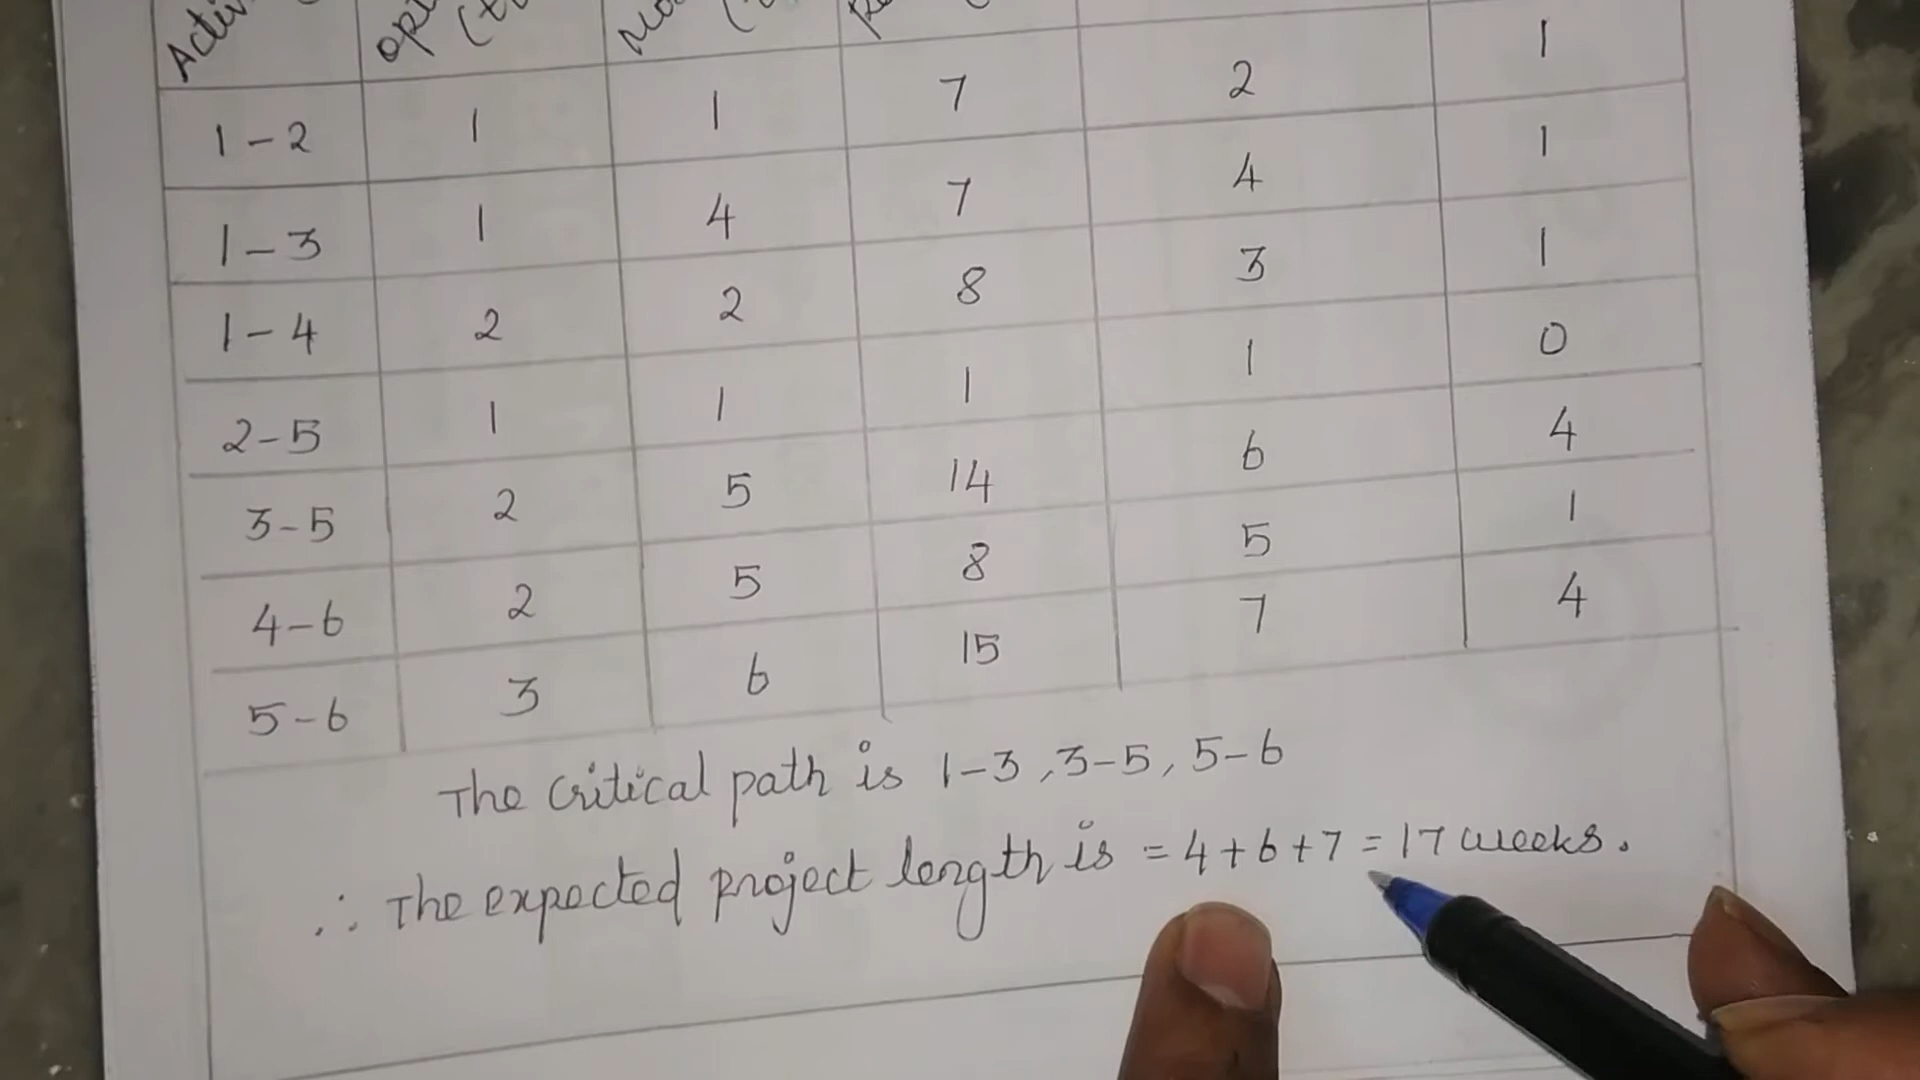 1-2 1 1 7 2 1
1-3 1 4 7 4 1
1-4 2 2 8 3 1
2-5 1 1 1 1 0
3-5 2 5 14 6 4
4-6 2 5 8 5 1
5-6 3 6 15 7 4
The critical path is 1-3, 3-5, 5-6
∴ The expected project length is = 4+6+7 = 17 weeks.